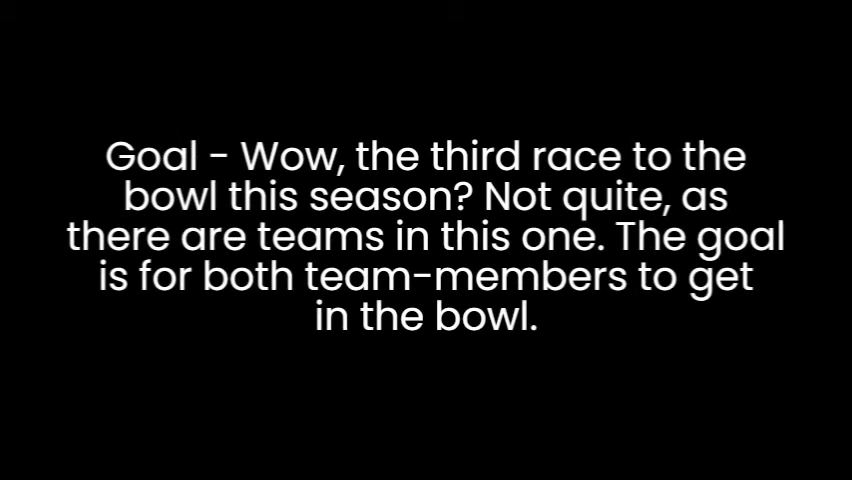 Goal - Wow, the third race to the
bowl this season? Not quite, as
there are teams in this one. The goal
is for both team-members to get
in the bowl.